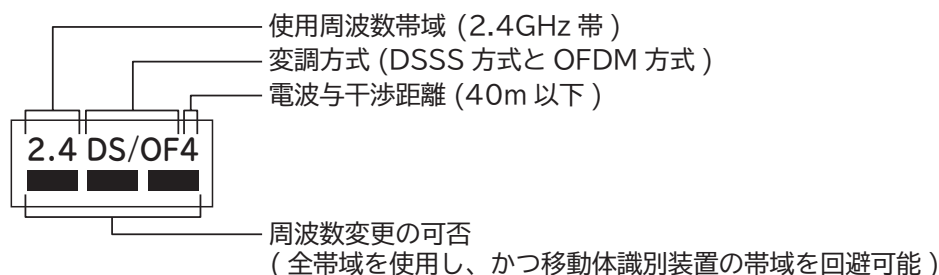 使用周波数帯域 (2.4GHz 帯 )
変調方式 (DSSS 方式と OFDM 方式 )
電波与干渉距離 (40m 以下 )
2.4 DS/OF4
周波数変更の可否
( 全帯域を使用し、かつ移動体識別装置の帯域を回避可能 )